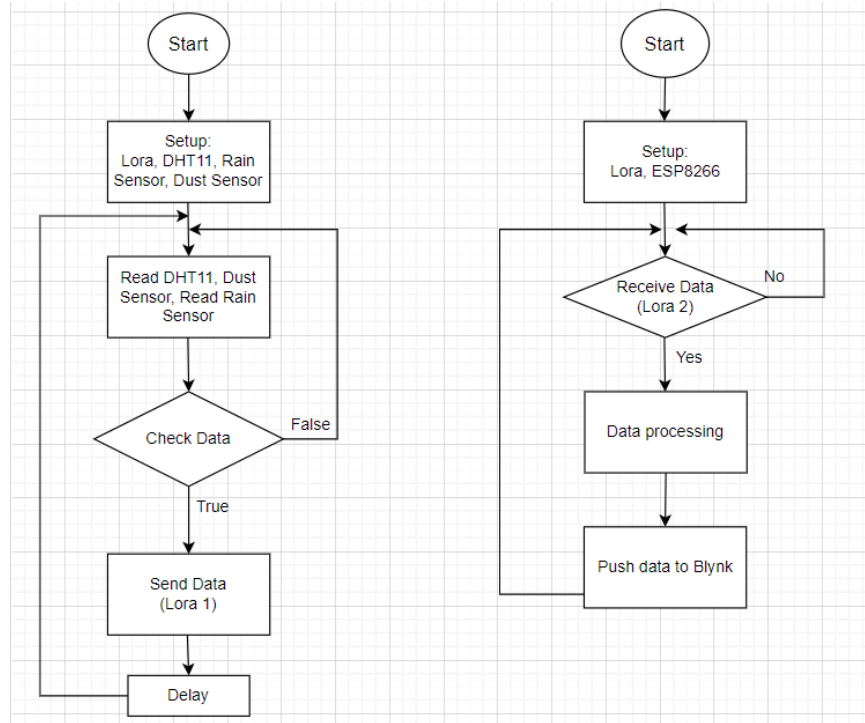 Start
Setup:
Lora, DHT11, Rain
Sensor, Dust Sensor
Read DHT11, Dust
Sensor, Read Rain
Sensor
Check Data
False
True
Send Data
(Lora 1)
Delay
Start
Setup:
Lora, ESP8266
Receive Data
(Lora 2)
No
Yes
Data processing
Push data to Blynk